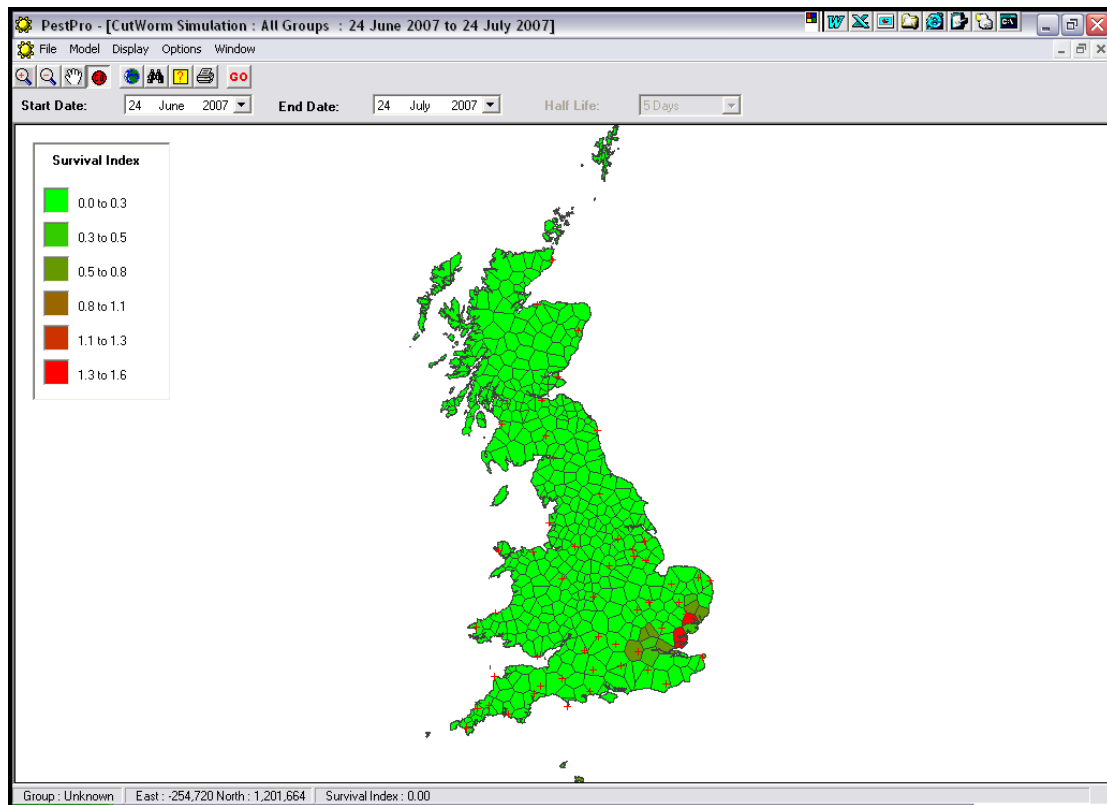 PestPro - [CutWorm Simulation : All Groups : 24 June 2007 to 24 July 2007]
File Model Display Options Window
GO
Start Date: 24 June 2007 End Date: 24 July 2007 Half Life: 5 Days
Survival Index
0.0 to 0.3
0.3 to 0.5
0.5 to 0.8
0.8 to 1.1
1.1 to 1.3
1.3 to 1.6
Group : Unknown East : -254,720 North : 1,201,664 Survival Index : 0.00